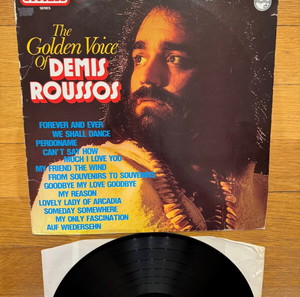 SERIES
The
Golden Voice
Of DEMIS
ROUSSOS
FOREVER AND EVER
WE SHALL DANCE
PERDONAME
CAN'T SAY HOW
MUCH I LOVE YOU
MY FRIEND THE WIND
FROM SOUVENIRS TO SOUVENIRS
GOODBYE MY LOVE GOODBYE
MY REASON
LOVELY LADY OF ARCADIA
SOMEDAY SOMEWHERE
MY ONLY FASCINATION
AUF WIEDERSEHN